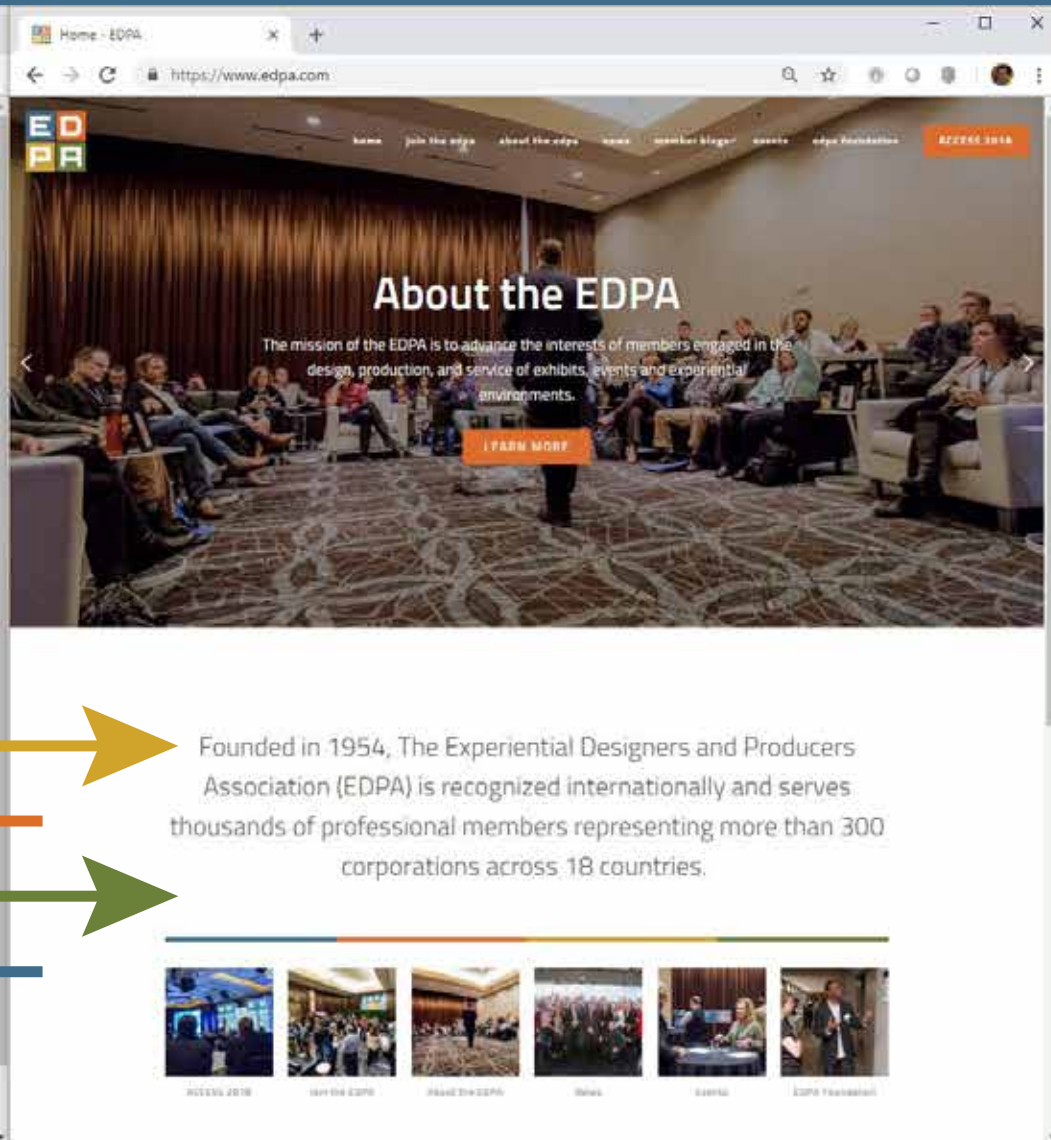 Home - EDPA
https://www.edpa.com
ED
PA
home join the edpa about the edpa news member blogs events edpa foundation ACCESS 2018
About the EDPA
The mission of the EDPA is to advance the interests of members engaged in the
design, production, and service of exhibits, events and experiential
environments.
LEARN MORE
Founded in 1954, The Experiential Designers and Producers
Association (EDPA) is recognized internationally and serves
thousands of professional members representing more than 300
corporations across 18 countries.
ACCESS 2018 Join the EDPA About the EDPA News Events EDPA Foundation